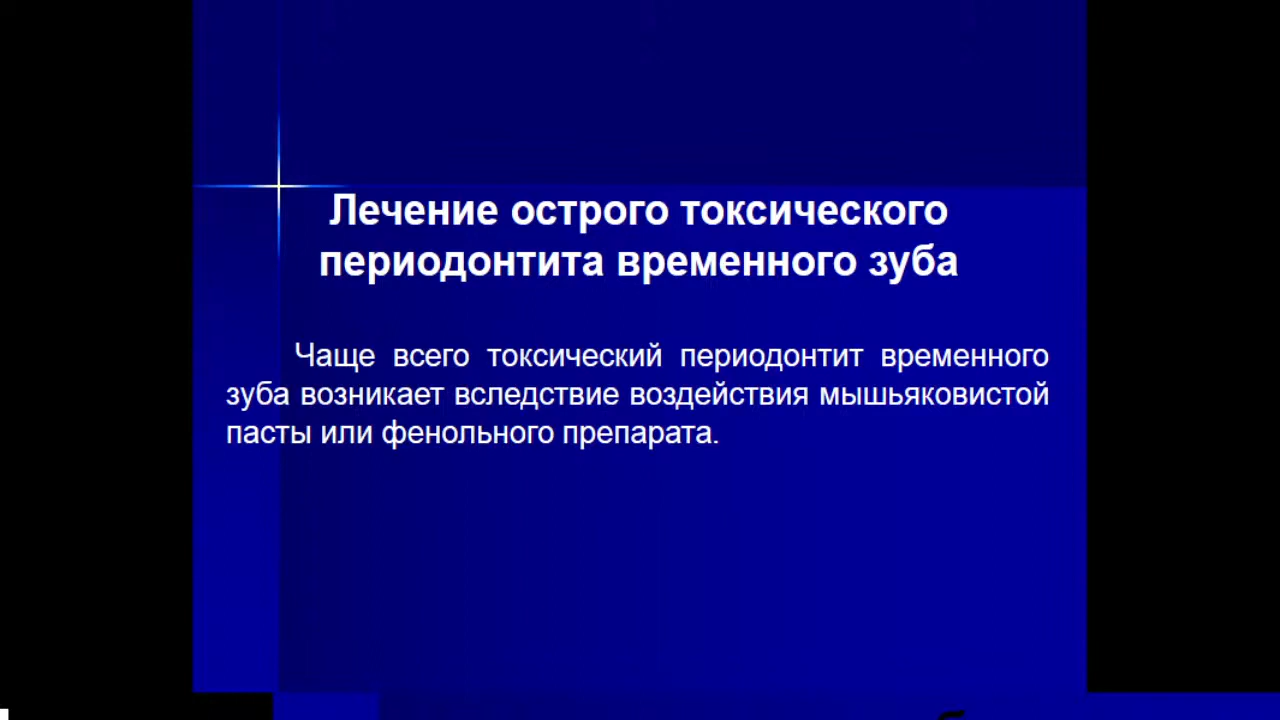 Лечение острого токсического
периодонтита временного зуба
Чаще всего токсический периодонтит временного
зуба возникает вследствие воздействия мышьяковистой
пасты или фенольного препарата.